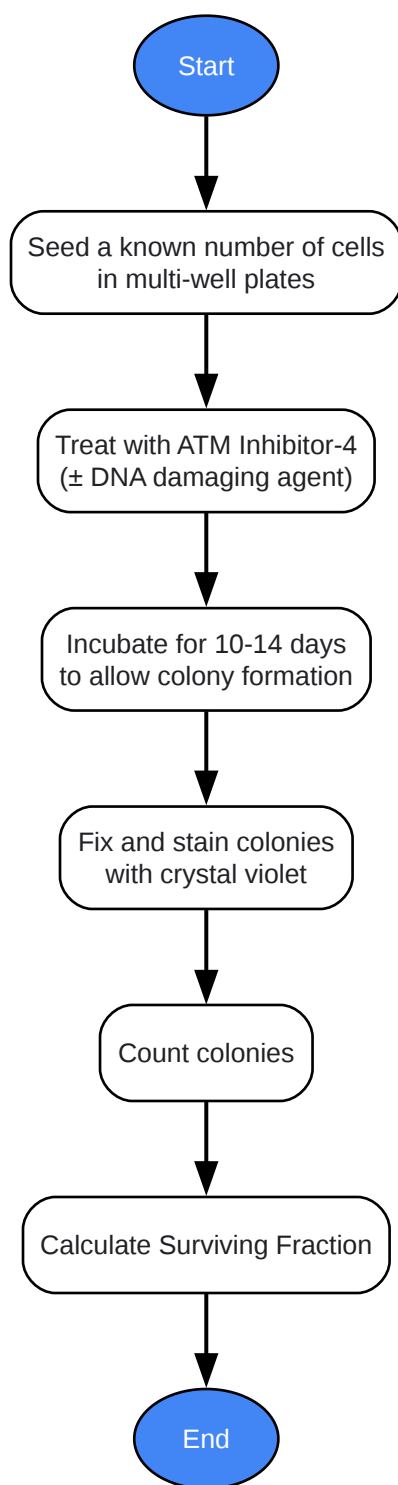 Start
Seed a known number of cells
in multi-well plates
Treat with ATM Inhibitor-4
(± DNA damaging agent)
Incubate for 10-14 days
to allow colony formation
Fix and stain colonies
with crystal violet
Count colonies
Calculate Surviving Fraction
End